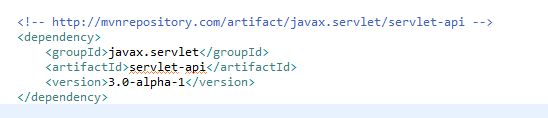 <!-- http://mvnrepository.com/artifact/javax.servlet/servlet-api -->
<dependency>
    <groupId>javax.servlet</groupId>
    <artifactId>servlet-api</artifactId>
    <version>3.0-alpha-1</version>
</dependency>